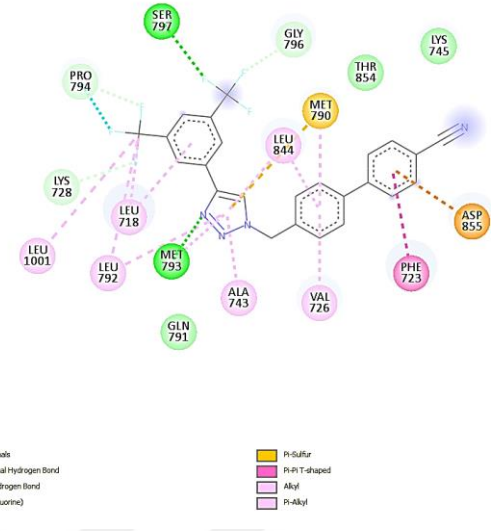 SER
797
GLY
796
LYS
745
THR
854
PRO
794
MET
790
LEU
844
N
LYS
728
LEU
718
ASP
855
N
N
N
LEU
1001
LEU
792
MET
793
PHE
723
ALA
743
VAL
726
GLN
791
Pi-Sulfur
al Hydrogen Bond
Pi-Pi T-shaped
drogen Bond
Alkyl
uorine)
Pi-Alkyl